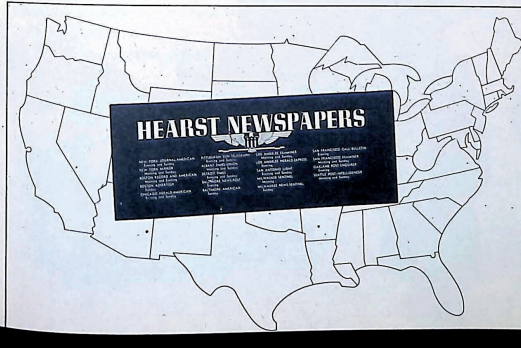 HEARST NEWSPAPERS
NEW YORK JOURNAL-AMERICAN
Evening and Sunday
NEW YORK MIRROR
Morning and Sunday
BOSTON RECORD AND AMERICAN
Morning and Evening
BOSTON ADVERTISER
Sunday
CHICAGO HERALD-AMERICAN
Evening and Sunday
PITTSBURGH SUN-TELEGRAPH
Evening and Sunday
ALBANY TIMES-UNION
Morning and Sunday
DETROIT TIMES
Evening and Sunday
BALTIMORE NEWS-POST
Evening
BALTIMORE AMERICAN
Sunday
LOS ANGELES EXAMINER
Morning and Sunday
LOS ANGELES HERALD-EXPRESS
Evening
SAN ANTONIO LIGHT
Evening and Sunday
MILWAUKEE SENTINEL
Morning
MILWAUKEE NEWS-SENTINEL
Sunday
SAN FRANCISCO CALL-BULLETIN
Evening
SAN FRANCISCO EXAMINER
Morning and Sunday
OAKLAND POST ENQUIRER
Evening
SEATTLE POST-INTELLIGENCER
Morning and Sunday